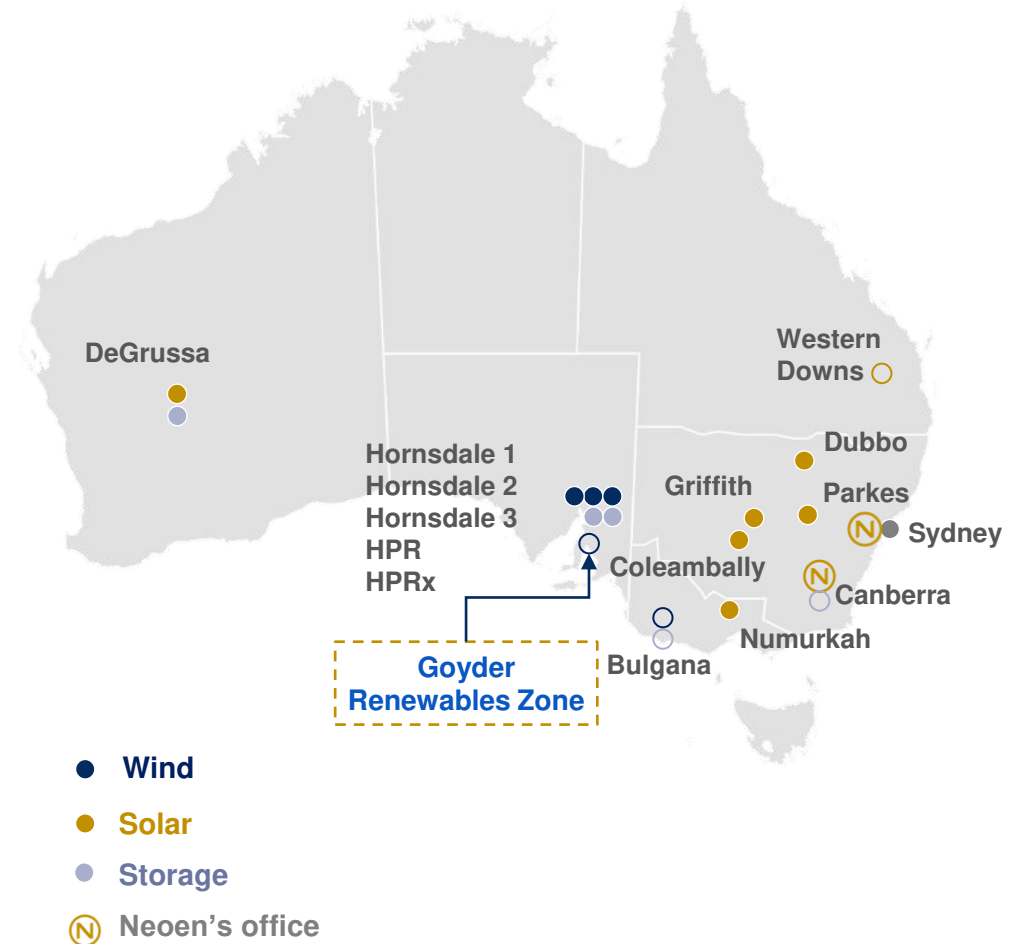 DeGrussa
Western
Downs
Dubbo
Hornsdale 1
Hornsdale 2
Hornsdale 3
HPR
HPRx
Griffith
Parkes
N
Sydney
Coleambally
N
Canberra
Numurkah
Bulgana
Goyder
Renewables Zone
Wind
Solar
Storage
N Neoen's office